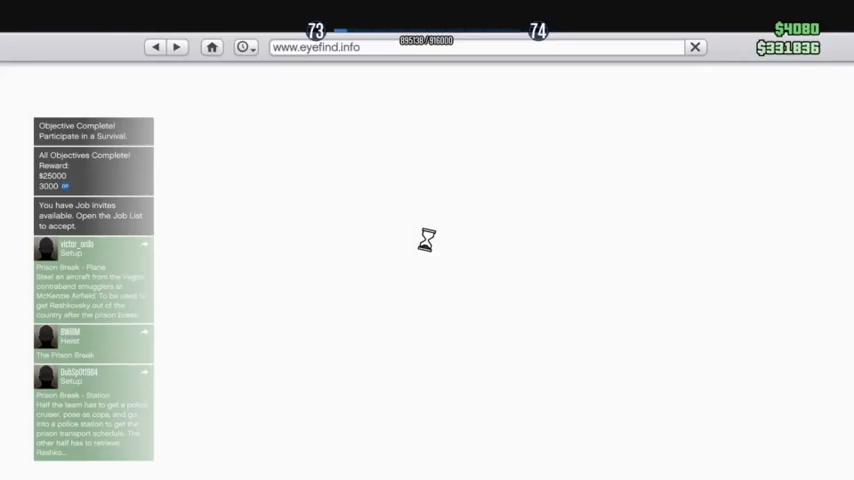 73
74
895138 / 916000
$4080
$331836
www.eyefind.info
Objective Complete!
Participate in a Survival.
All Objectives Complete!
Reward:
$25000
3000 RP
You have Job invites
available. Open the Job List
to accept.
victor_ordo
Setup
Prison Break - Plane
Steal an aircraft from the Vagos
contraband smugglers at
McKenzie Airfield. To be used to
get Rashkovsky out of the
country after the prison break.
Heist
The Prison Break
DubSp0t1984
Setup
Prison Break - Station
Half the team has to get a police
cruiser, pose as cops, and go
into a police station to get the
prison transport schedule. The
other half has to retrieve
Rashko...